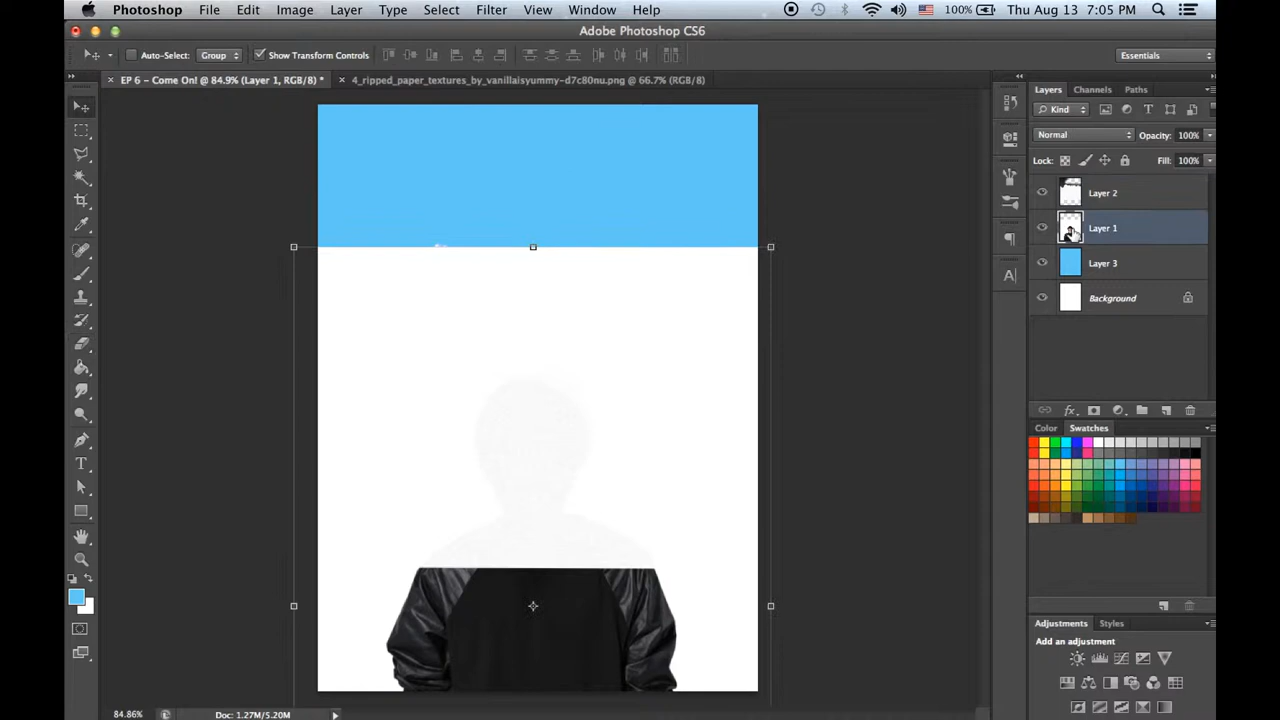 Photoshop File Edit Image Layer Type Select Filter View Window Help 100% Thu Aug 13 7:05 PM
Adobe Photoshop CS6
Auto-Select: Group Show Transform Controls Essentials
EP 6 - Come On! @ 84.9% (Layer 1, RGB/8) * 4_ripped_paper_textures_by_vanillaisyummy-d7c80nu.png @ 66.7% (RGB/8)
Layers Channels Paths
Kind
Normal Opacity: 100%
Lock: Fill: 100%
Layer 2
Layer 1
Layer 3
Background
fx
Color Swatches
Adjustments Styles
Add an adjustment
84.86% Doc: 1.27M/5.20M